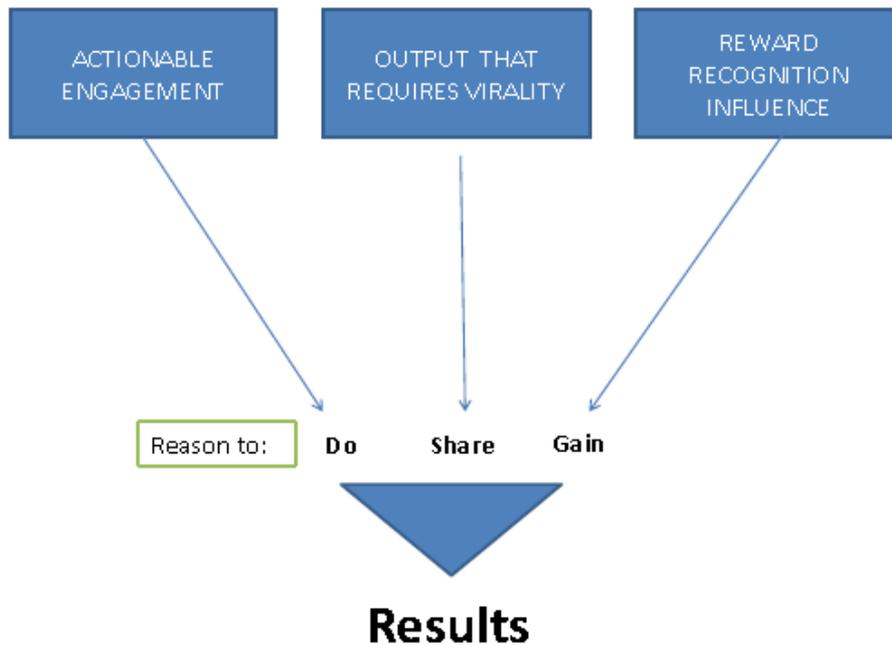 ACTIONABLE
ENGAGEMENT
OUTPUT THAT
REQUIRES VIRALITY
REWARD
RECOGNITION
INFLUENCE
Reason to: Do Share Gain
Results